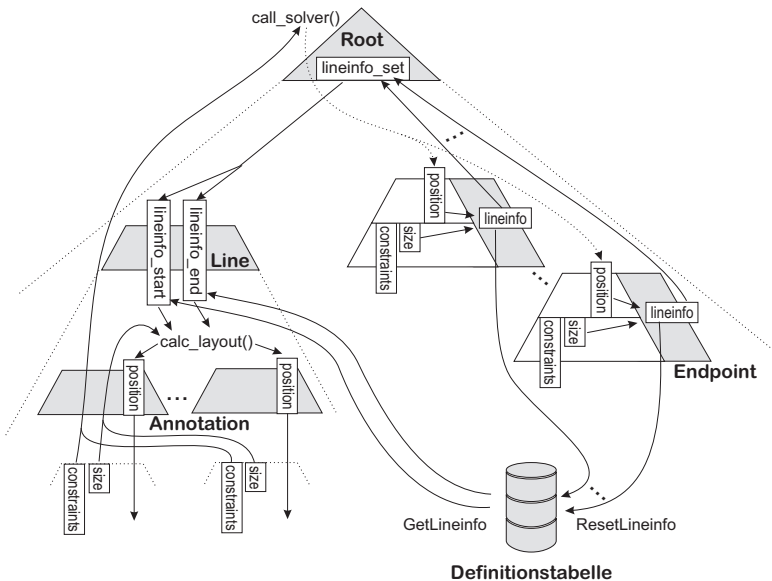 call_solver()
Root
lineinfo_set
position
lineinfo
constraints
size
lineinfo_start
lineinfo_end
Line
position
lineinfo
constraints
size
Endpoint
calc_layout()
position
position
Annotation
constraints
size
constraints
size
GetLineinfo
ResetLineinfo
Definitionstabelle